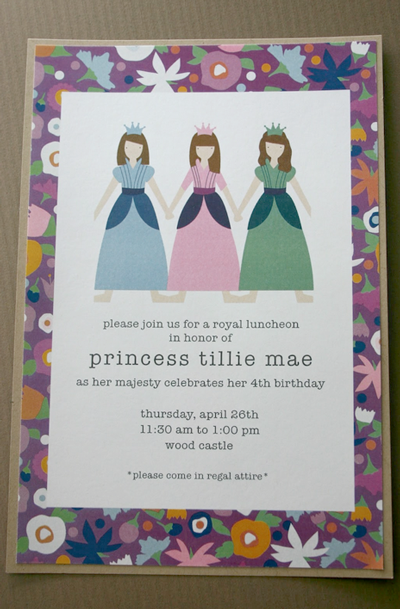 please join us for a royal luncheon
in honor of
princess tillie mae
as her majesty celebrates her 4th birthday
thursday, april 26th
11:30 am to 1:00 pm
wood castle
*please come in regal attire*